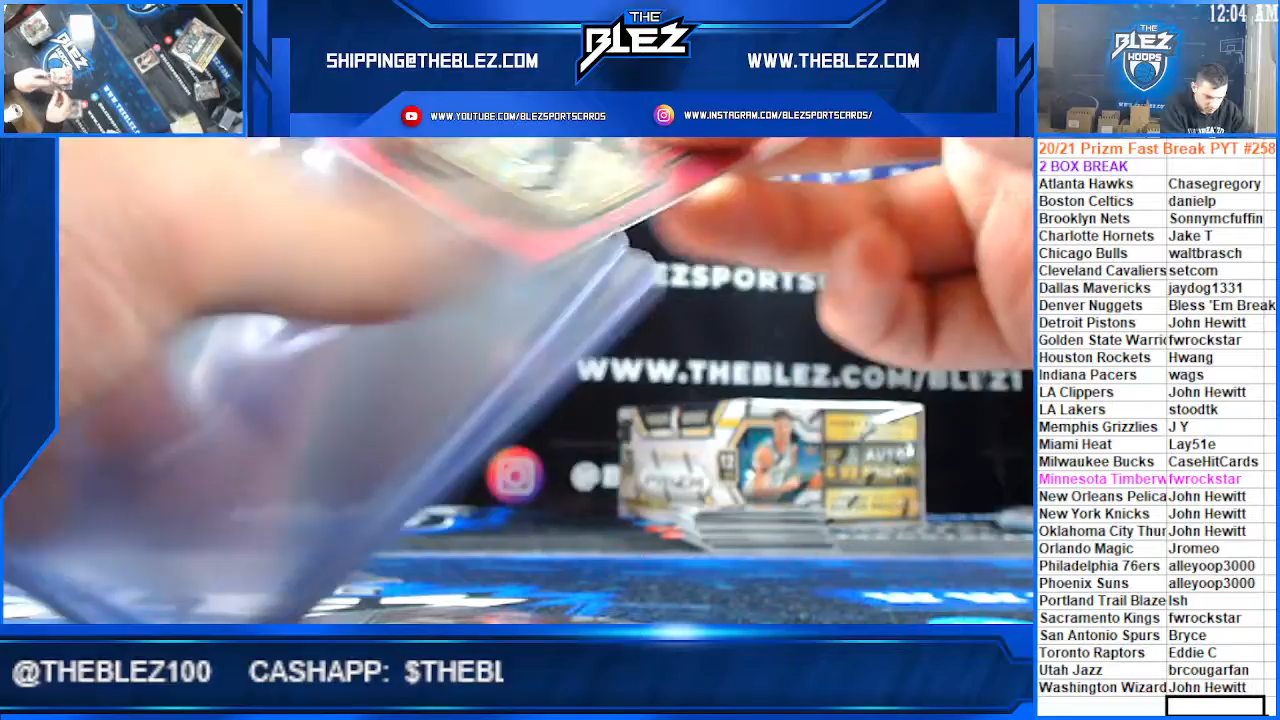 SHIPPING@THEBLEZ.COM
THE
BLEZ
WWW.THEBLEZ.COM
WWW.YOUTUBE.COM/BLEZSPORTSCARDS
WWW.INSTAGRAM.COM/BLEZSPORTSCARDS/
12:04 AM
THE
BLEZ
HOOPS
20/21 Prizm Fast Break PYT #258
2 BOX BREAK
Atlanta Hawks Chasegregory
Boston Celtics danielp
Brooklyn Nets Sonnymcfuffin
Charlotte Hornets Jake T
Chicago Bulls waltbrasch
Cleveland Cavaliers setcom
Dallas Mavericks jaydog1331
Denver Nuggets Bless 'Em Break
Detroit Pistons John Hewitt
Golden State Warric fwrockstar
Houston Rockets Hwang
Indiana Pacers wags
LA Clippers John Hewitt
LA Lakers stoodtk
Memphis Grizzlies J Y
Miami Heat Lay51e
Milwaukee Bucks CaseHitCards
Minnesota Timberw fwrockstar
New Orleans Pelica John Hewitt
New York Knicks John Hewitt
Oklahoma City Thur John Hewitt
Orlando Magic Jromeo
Philadelphia 76ers alleyoop3000
Phoenix Suns alleyoop3000
Portland Trail Blaze Ish
Sacramento Kings fwrockstar
San Antonio Spurs Bryce
Toronto Raptors Eddie C
Utah Jazz brcougarfan
Washington Wizard John Hewitt
EZSPORTS
WWW.THEBLEZ.COM/BLEZ1
PRIZM
AUTO
@B
@THEBLEZ100 CASHAPP: $THEBL